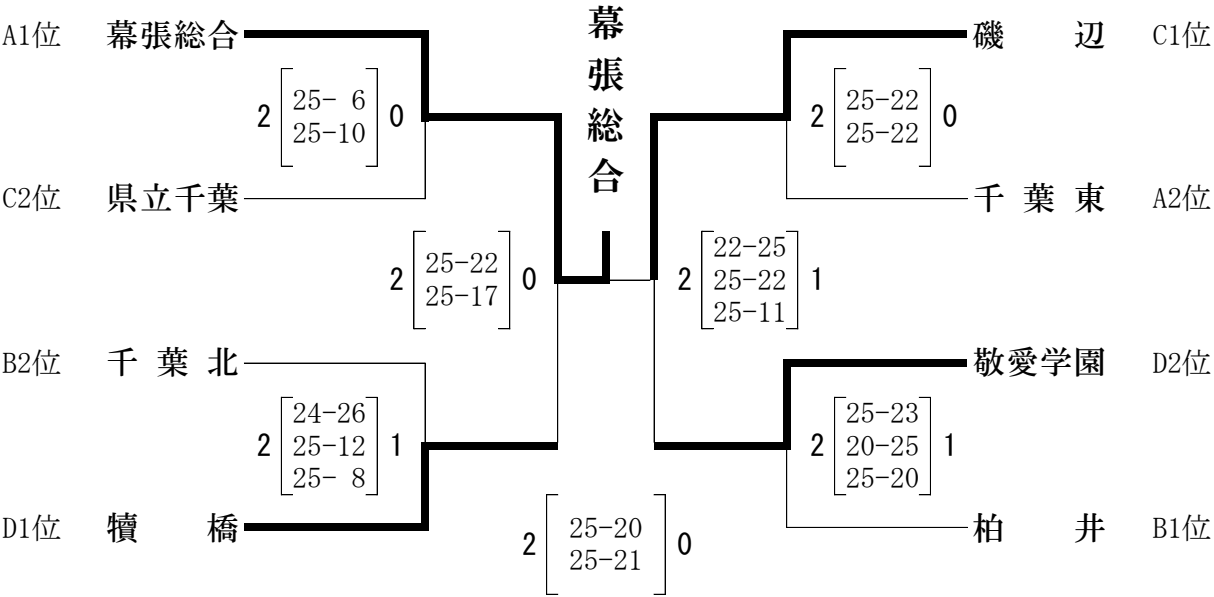 幕張総合
A1位 幕張総合
2 25- 6 0
25-10
C2位 県立千葉
2 25-22 0
25-17
B2位 千葉北
24-26
2 25-12 1
25- 8
D1位 犢橋
磯辺 C1位
2 25-22 0
25-22
千葉東 A2位
22-25
2 25-22 1
25-11
敬愛学園 D2位
25-23
2 20-25 1
25-20
柏井 B1位
2 25-20 0
25-21